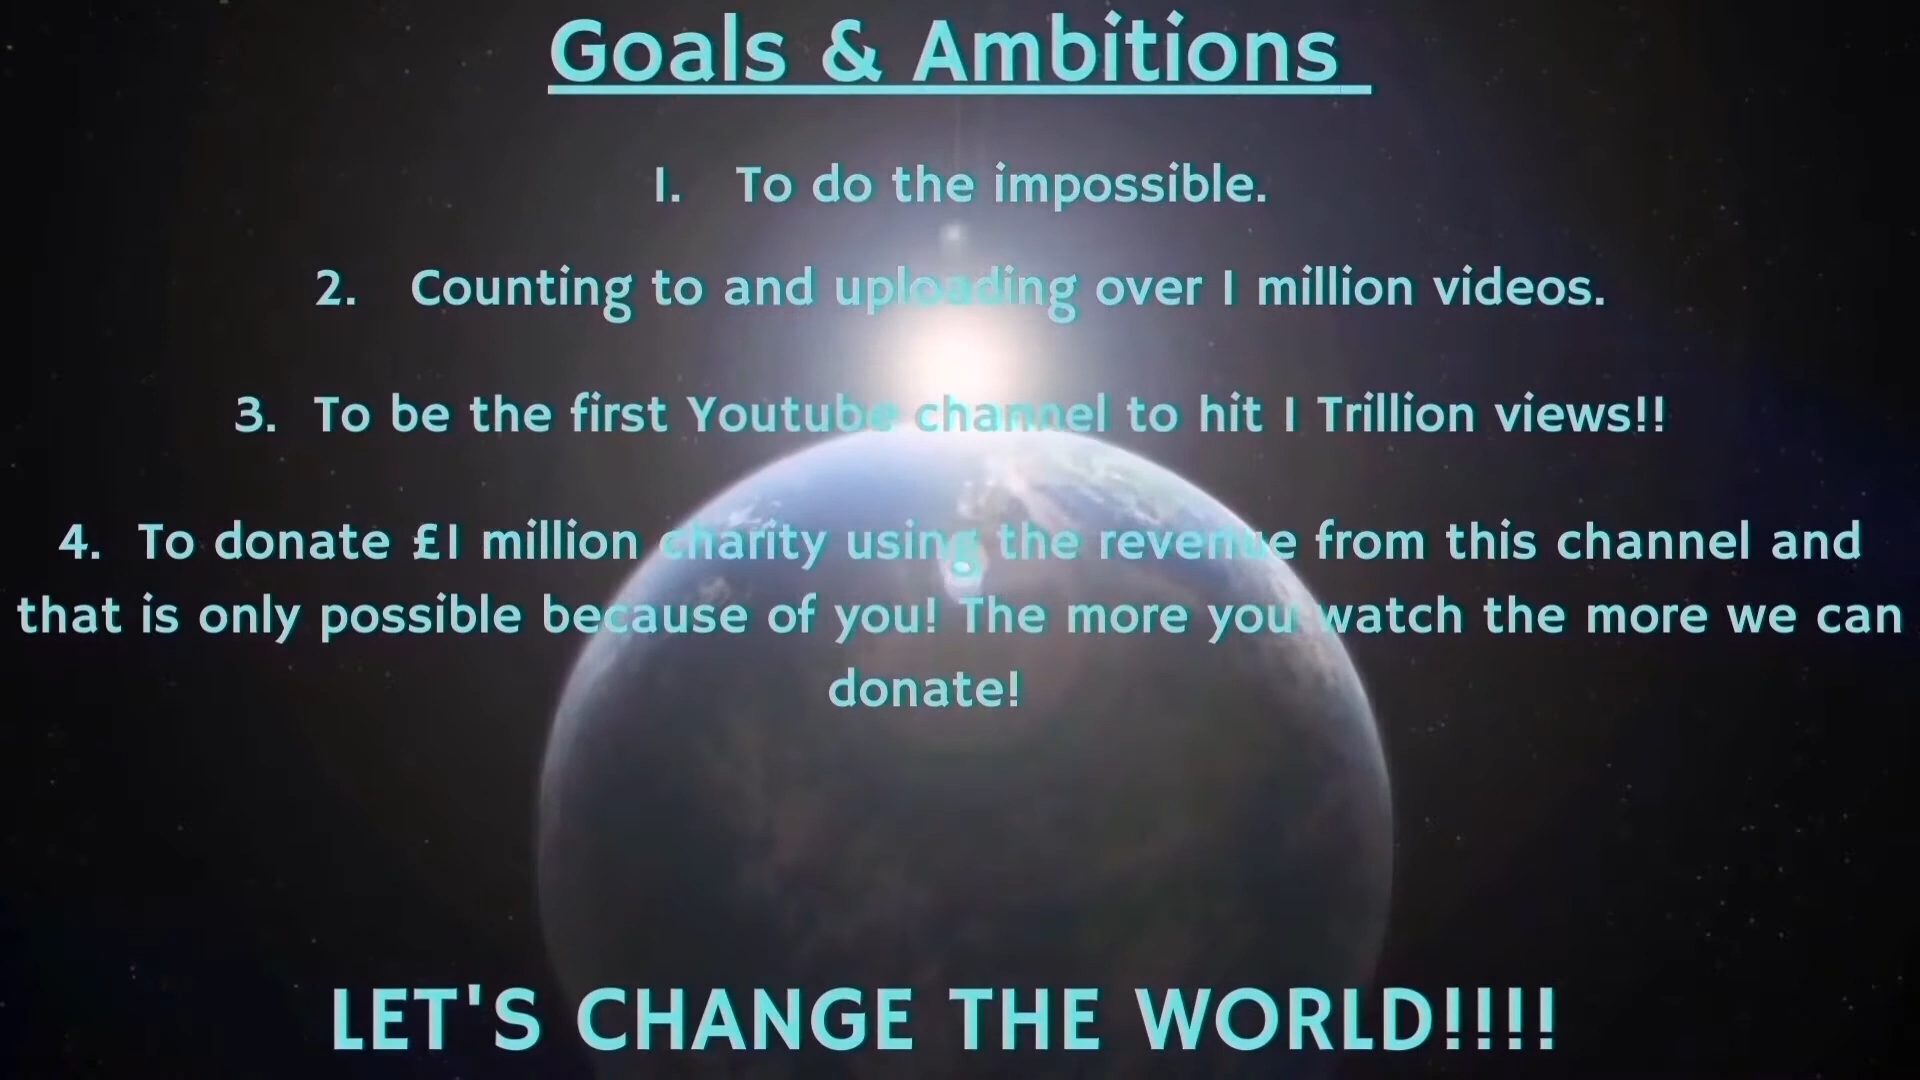 Goals & Ambitions
1. To do the impossible.
2. Counting to and uploading over 1 million videos.
3. To be the first Youtube channel to hit 1 Trillion views!!
4. To donate £1 million charity using the revenue from this channel and
that is only possible because of you! The more you watch the more we can
donate!
LET'S CHANGE THE WORLD!!!!